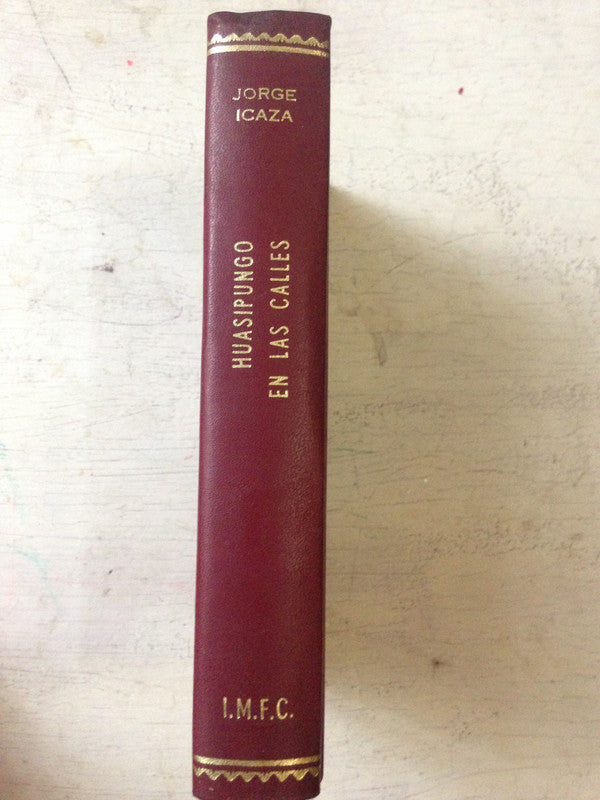 JORGE
ICAZA
HUASIPUNGO
EN LAS CALLES
I.M.F.C.